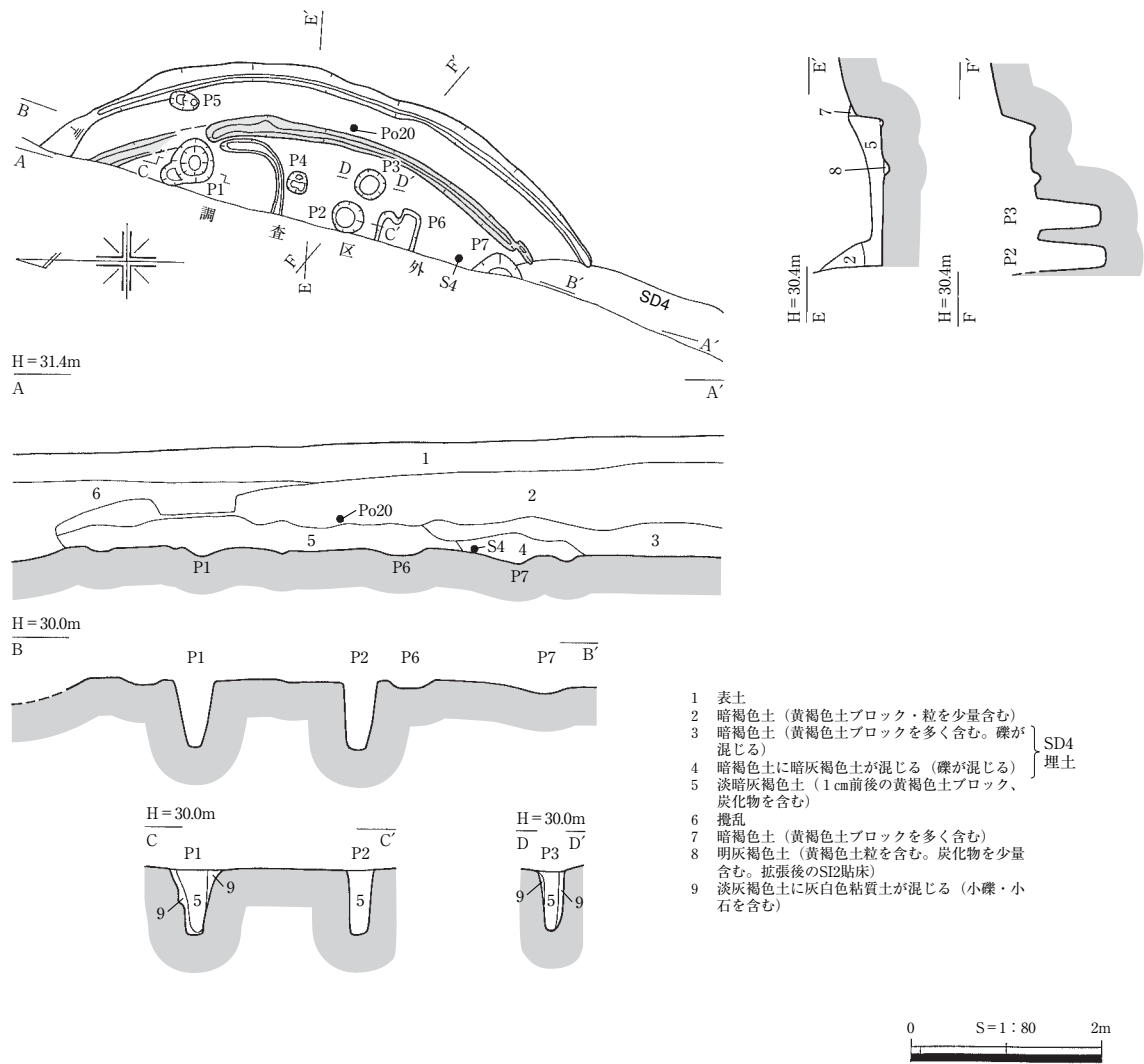 E′
F′
B
A
P5
Po20
C
P1
P4
D
P3
D′
P2
C′
P6
P7
S4
調査区外
F
E
B′
SD4
A′
E′
7
5
8
2
H＝30.4m
E
F′
P3
P2
H＝30.4m
F
H＝31.4m
A
A′
1
6
2
Po20
5
S4
4
3
P1
P6
P7
H＝30.0m
B
P1
P2
P6
P7
B′
H＝30.0m
C
C′
P1
P2
9
5
9
5
H＝30.0m
D
D′
P3
9
5
9
1 表土
2 暗褐色土（黄褐色土ブロック・粒を少量含む）
3 暗褐色土（黄褐色土ブロックを多く含む。礫が
混じる）
4 暗褐色土に暗灰褐色土が混じる（礫が混じる）
SD4
埋土
5 淡暗灰褐色土（１㎝前後の黄褐色土ブロック、
炭化物を含む）
6 攪乱
7 暗褐色土（黄褐色土ブロックを多く含む）
8 明灰褐色土（黄褐色土粒を含む。炭化物を少量
含む。拡張後のSI2貼床）
9 淡灰褐色土に灰白色粘質土が混じる（小礫・小
石を含む）
0 S＝1：80 2m